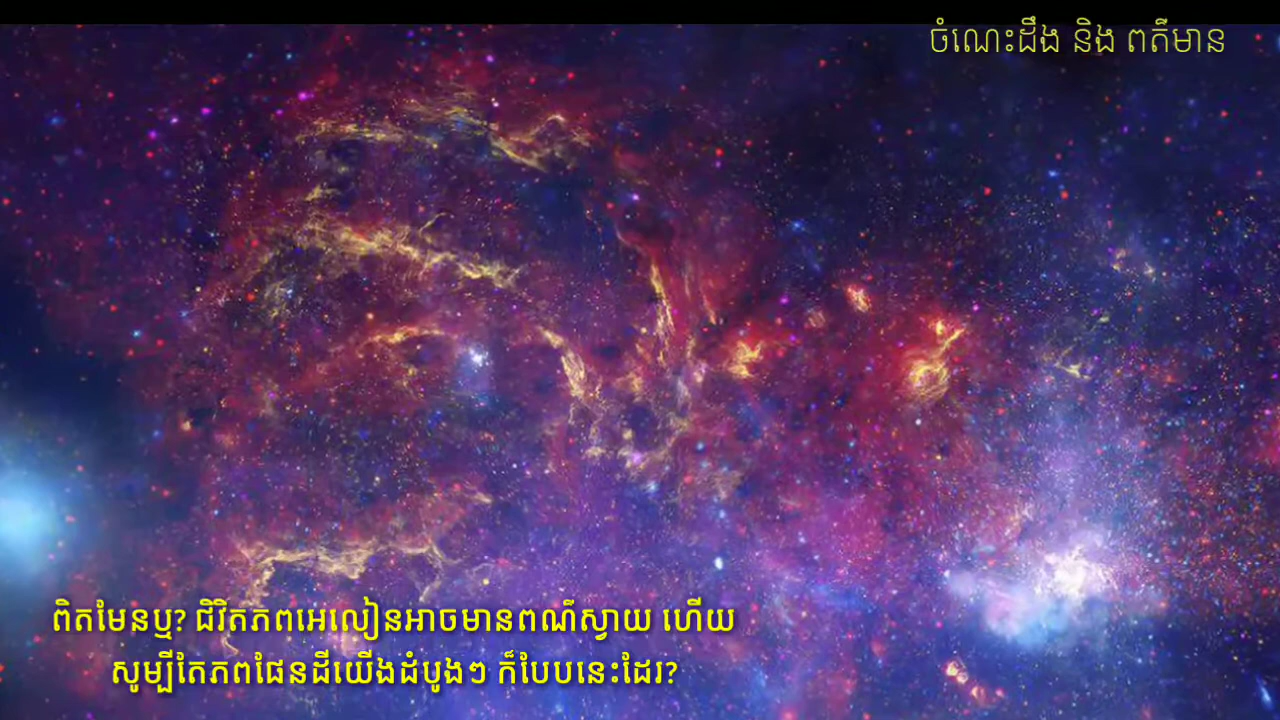 ចំណេះដឹង និង ពត៌មាន
ពិតមែនឬ? ជិវិតភពអេលៀនអាចមានពណ៌ស្វាយ ហើយ
សូម្បីតែភពផែនដីយើងដំបូងៗ ក៏បែបនេះដែរ?